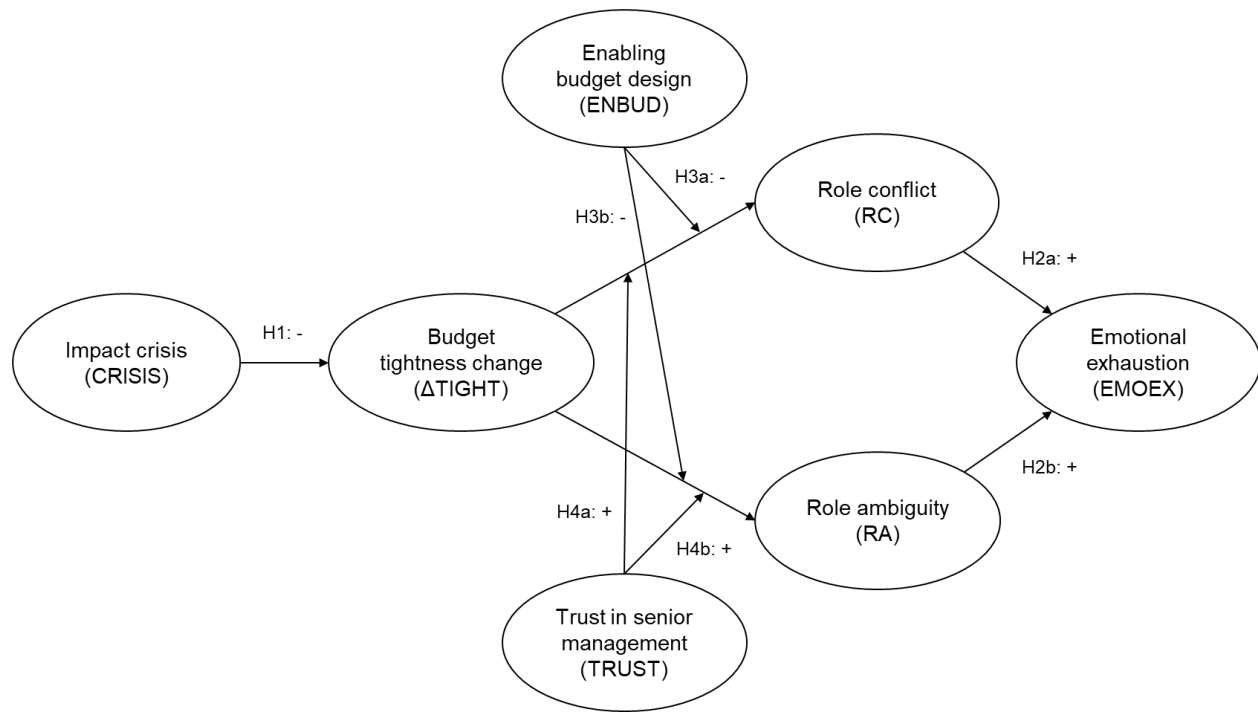 Enabling
budget design
(ENBUD)
H3a: -
H3b: -
Role conflict
(RC)
H2a: +
H1: -
Impact crisis
(CRISIS)
Budget
tightness change
(ΔTIGHT)
Emotional
exhaustion
(EMOEX)
H2b: +
H4a: +
H4b: +
Role ambiguity
(RA)
Trust in senior
management
(TRUST)